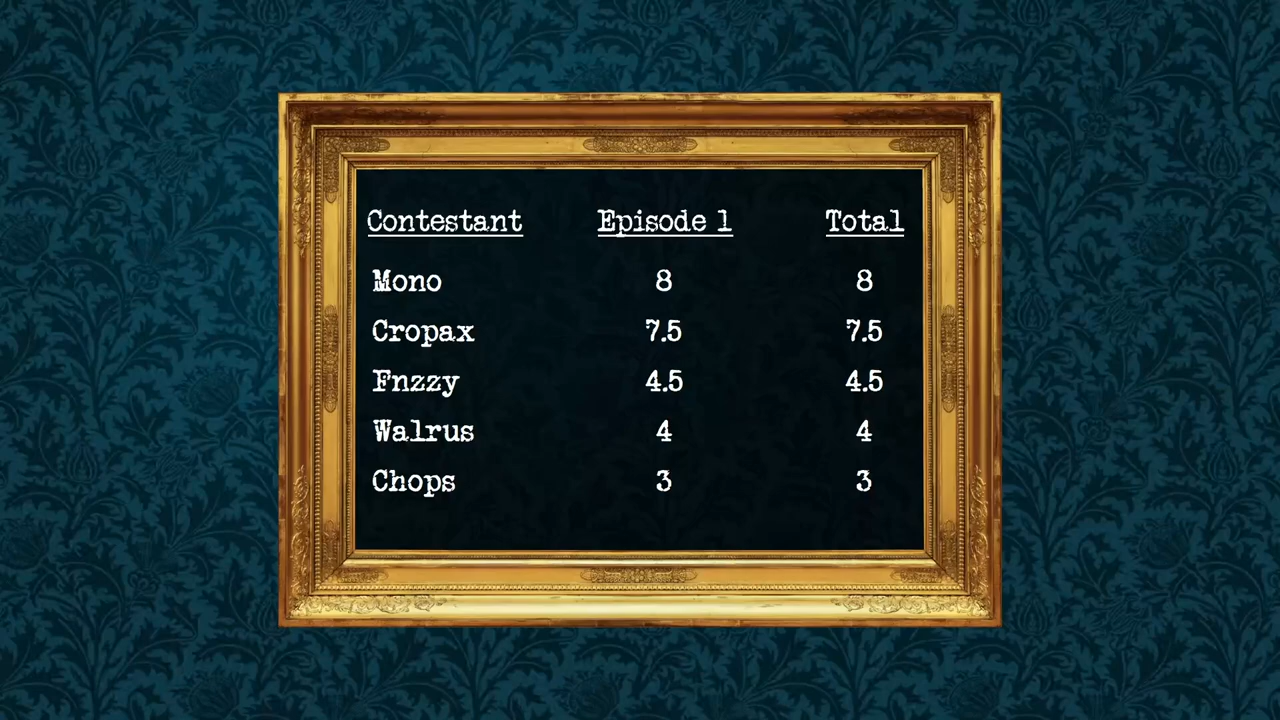 Contestant Episode 1 Total
Mono 8 8
Cropax 7.5 7.5
Fnzzy 4.5 4.5
Walrus 4 4
Chops 3 3